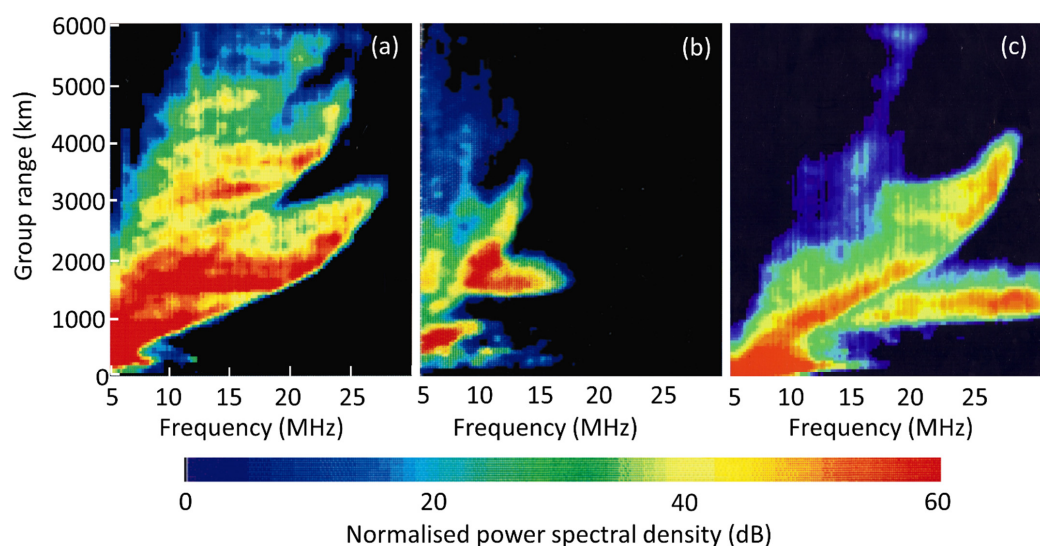 (a)
(b)
(c)
Group range (km)
6000
5000
4000
3000
2000
1000
0
5 10 15 20 25
5 10 15 20 25
5 10 15 20 25
Frequency (MHz)
Frequency (MHz)
Frequency (MHz)
0 20 40 60
Normalised power spectral density (dB)